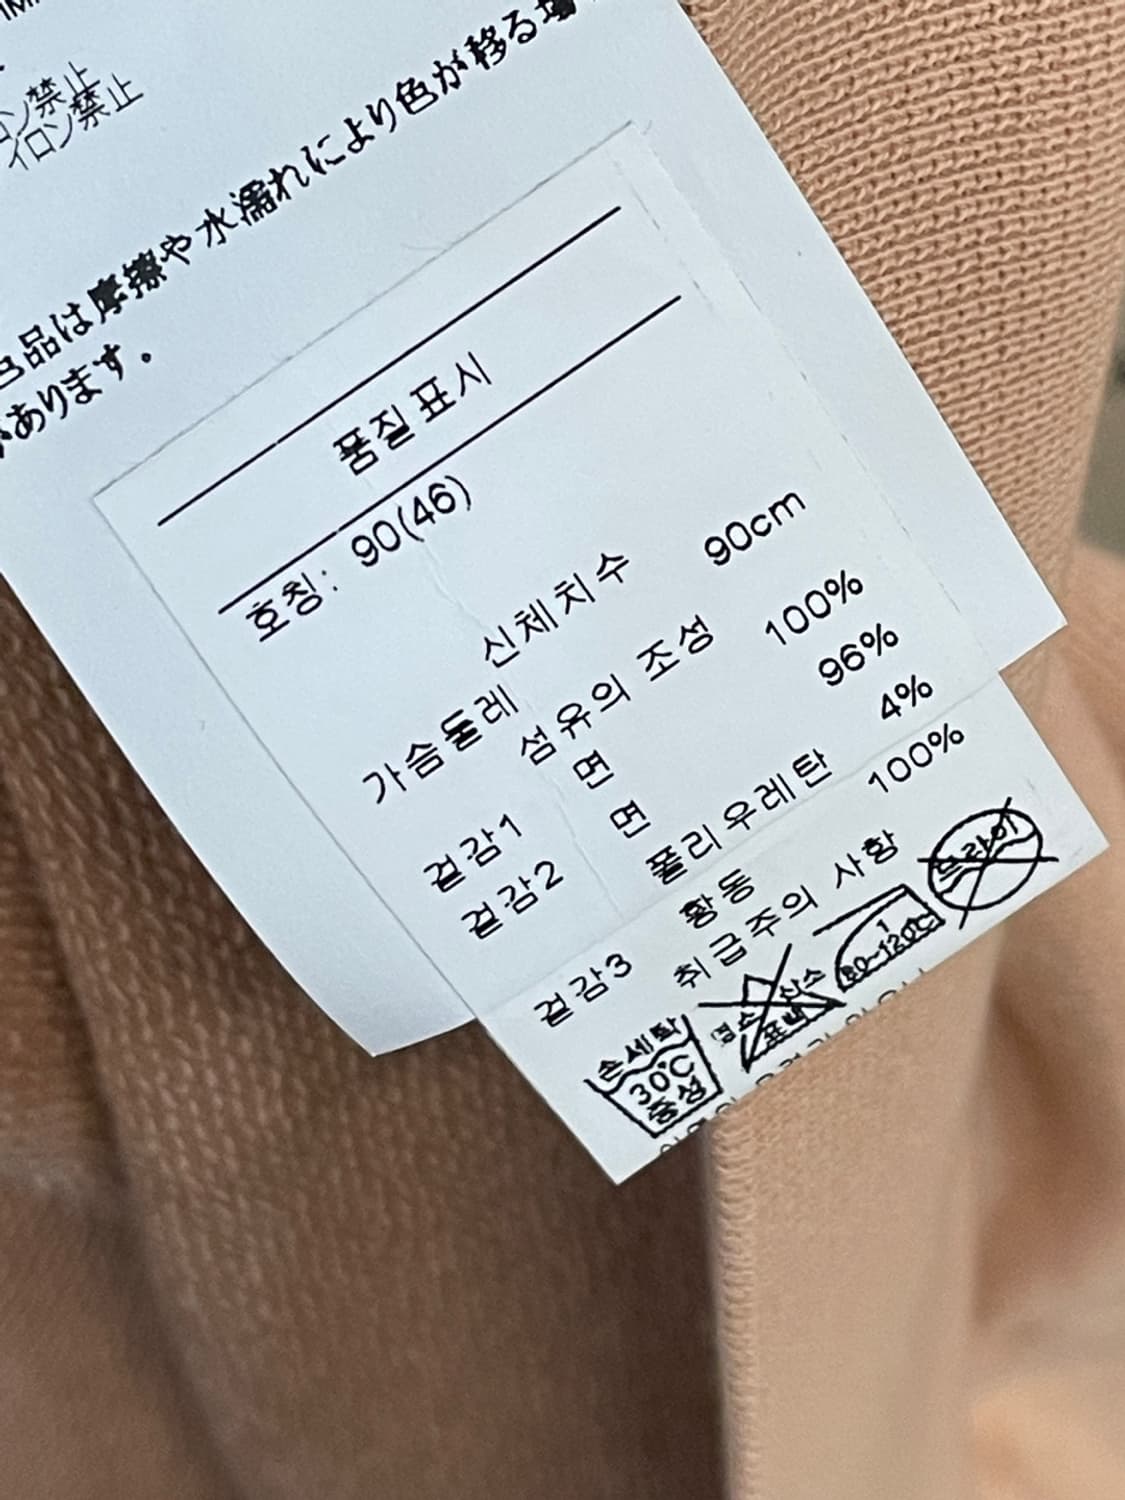 ロン禁止
イロン禁止
色品は摩擦や水濡れにより色が移る場
があります。
품질표시
호칭: 90(46)
신체치수
가슴둘레 90cm
섬유의 조성
겉감1 면 100%
겉감2 면 96%
폴리우레탄 4%
겉감3 황동 100%
취급주의 사항
손세탁
30℃
중성
염소
산소
표백
1
80~120℃
드라이